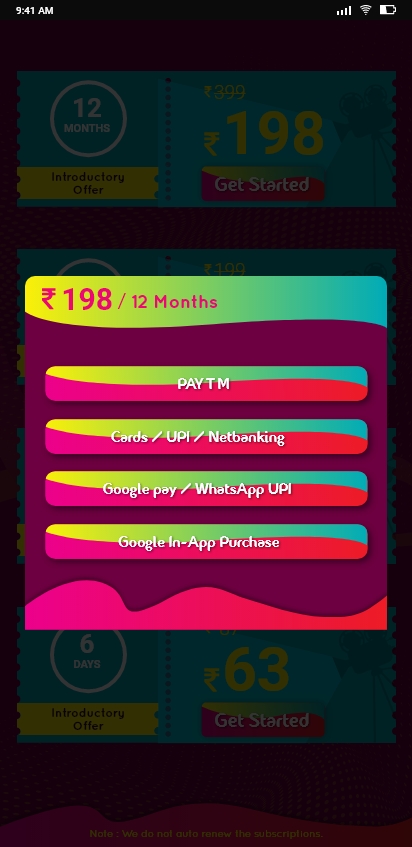 9:41 AM
₹399
12
MONTHS
₹198
Introductory
Offer
Get Started
₹199
₹198 / 12 Months
PAYTM
Cards / UPI / Netbanking
Google pay / WhatsApp UPI
Google In-App Purchase
6
DAYS
₹63
Introductory
Offer
Get Started
Note : We do not auto renew the subscriptions.